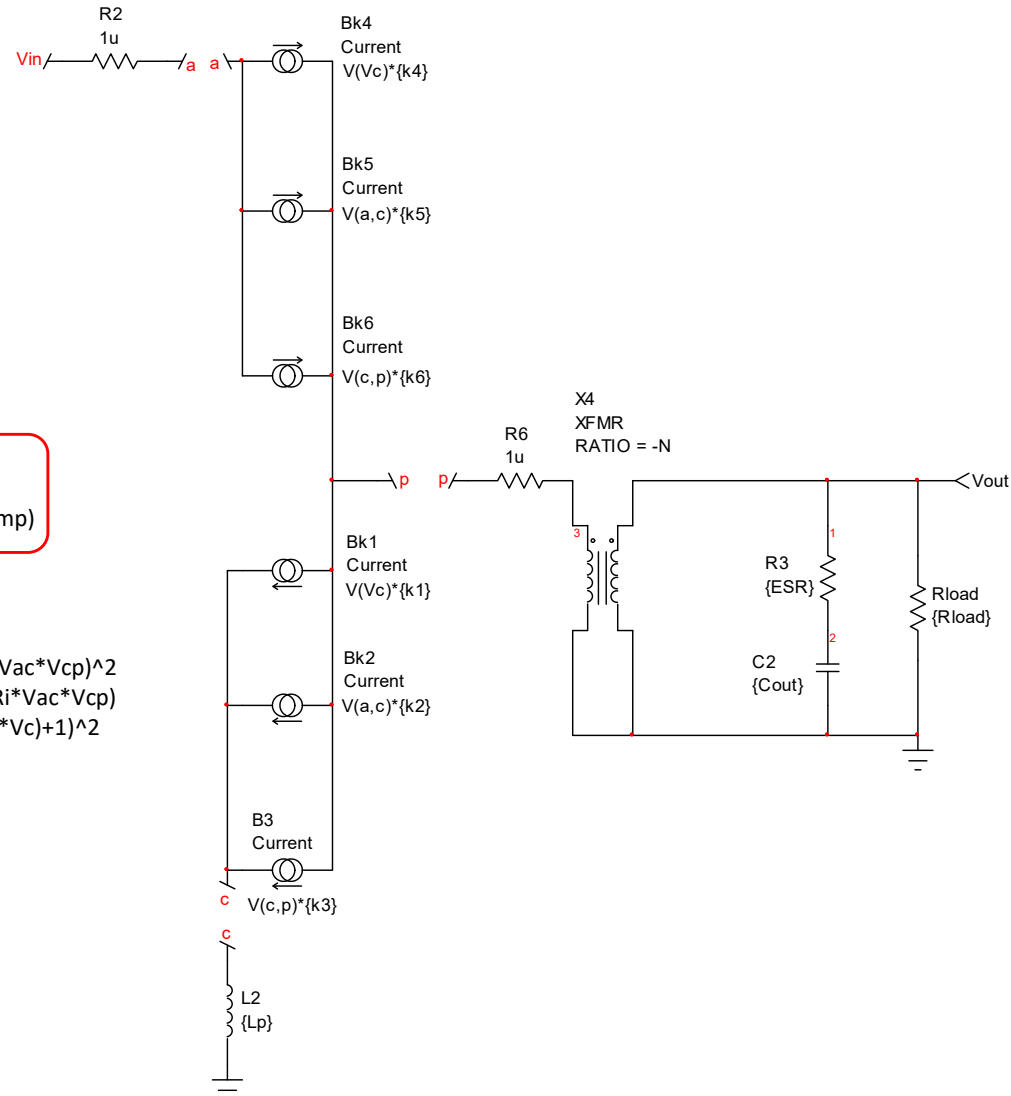 R2
1u
Vin
a
a
Bk4
Current
V(Vc)*{k4}
Bk5
Current
V(a,c)*{k5}
Bk6
Current
V(c,p)*{k6}
p
p
R6
1u
X4
XFMR
RATIO = -N
3
Vout
1
R3
{ESR}
2
C2
{Cout}
Rload
{Rload}
mp)
Vac*Vcp)^2
Ri*Vac*Vcp)
*Vc)+1)^2
Bk1
Current
V(Vc)*{k1}
Bk2
Current
V(a,c)*{k2}
B3
Current
V(c,p)*{k3}
c
c
L2
{Lp}